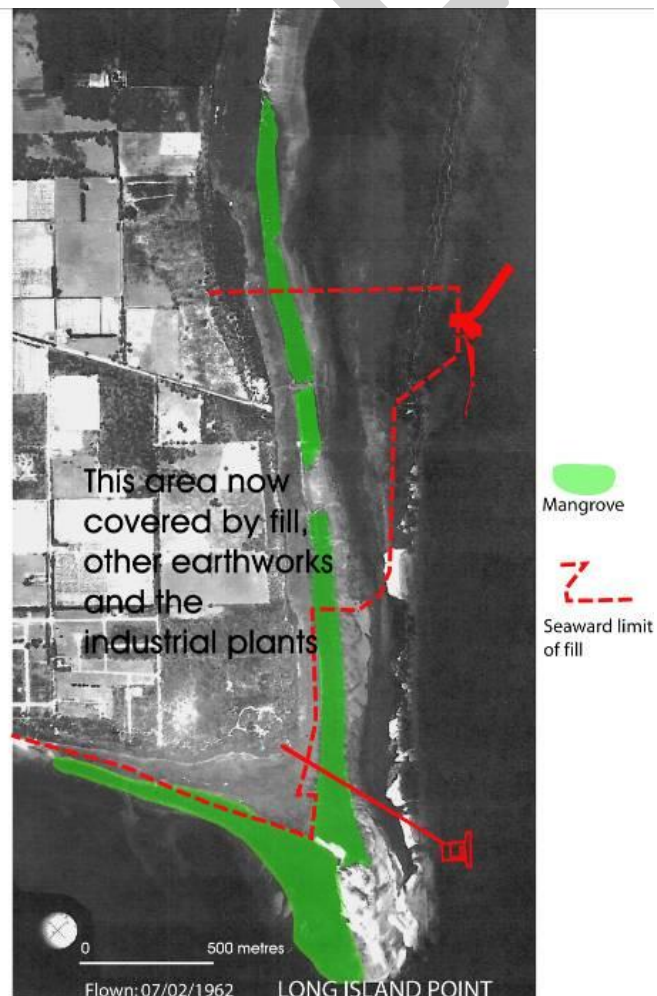 This area now
covered by fill,
other earthworks
and the
industrial plants
Mangrove
Seaward limit
of fill
0 500 metres
Flown: 07/02/1962 LONG ISLAND POINT